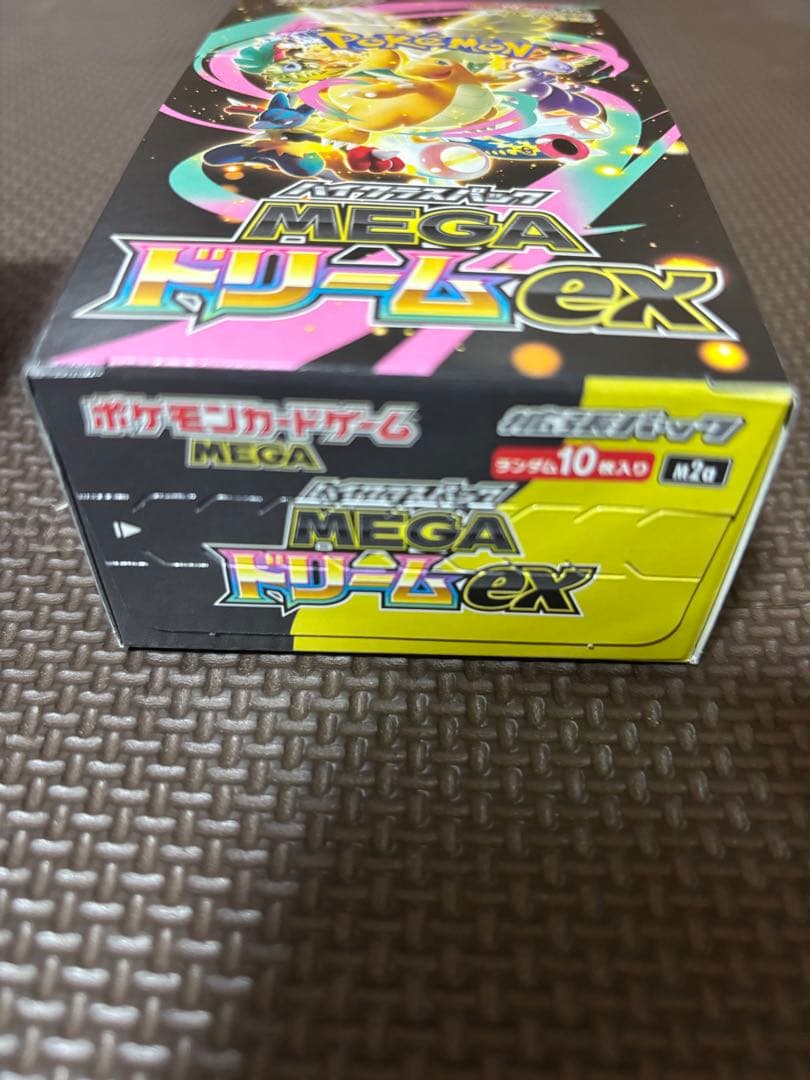 POKÉMON
ハイクラスパック
MEGA
ドリームex
ポケモンカードゲーム
MEGA
拡張パック
ランダム10枚入り
M2a
ハイクラスパック
MEGA
ドリームex